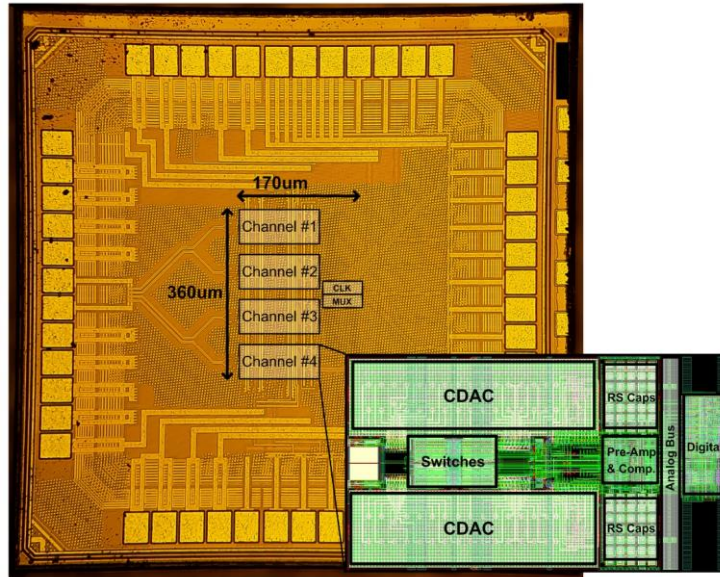 170um
Channel #1
Channel #2
CLK
MUX
360um
Channel #3
Channel #4
CDAC
RS Caps
Switches
Pre-Amp
& Comp.
Analog Bus
Digital
CDAC
RS Caps